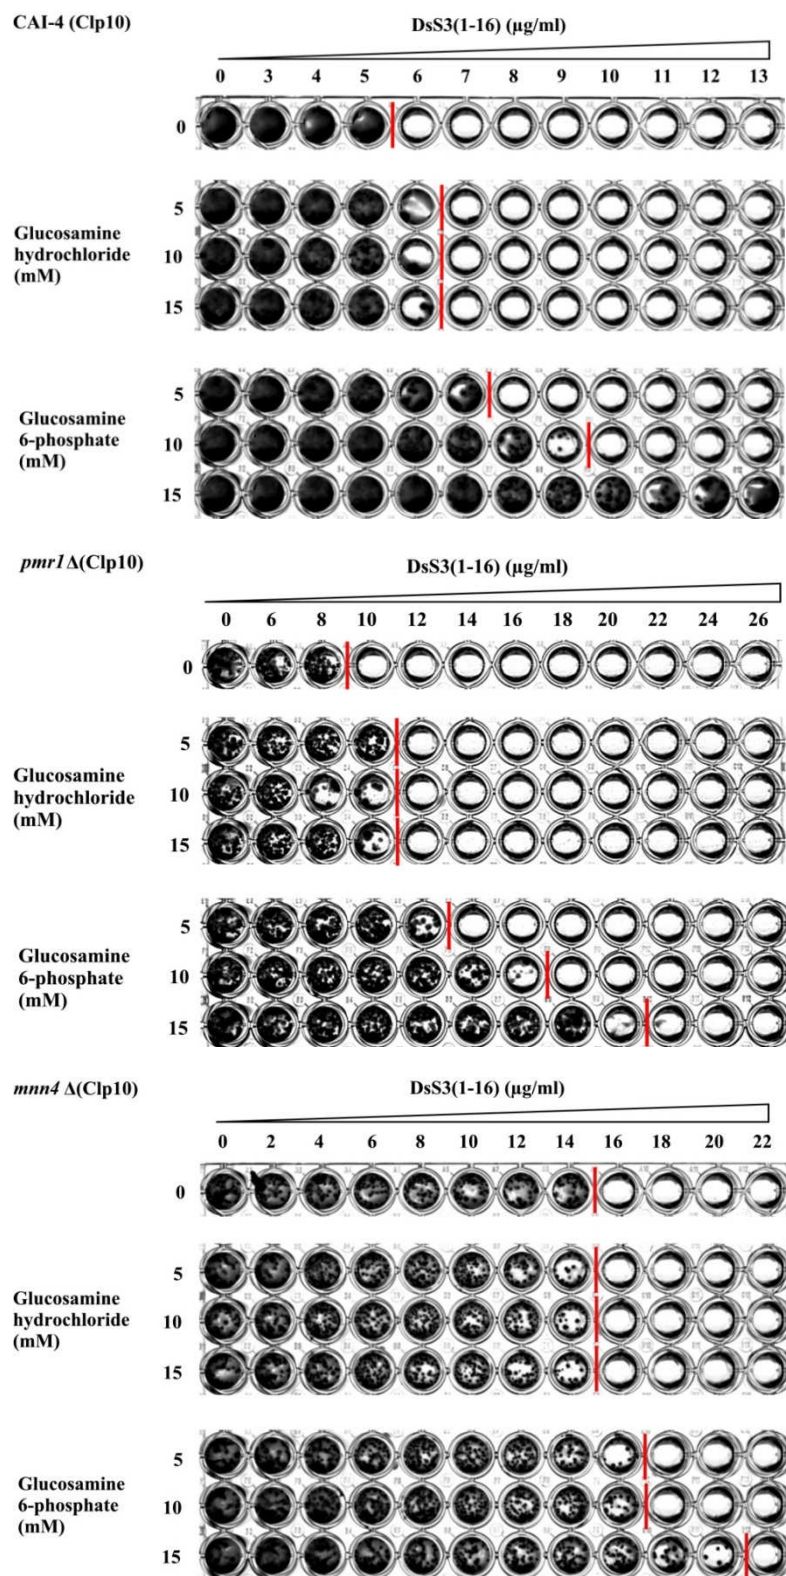 CAI-4 (Clp10)
DsS3(1-16) (µg/ml)
0 3 4 5 6 7 8 9 10 11 12 13
0
Glucosamine
hydrochloride
(mM)
5
10
15
Glucosamine
6-phosphate
(mM)
5
10
15
pmr1Δ(Clp10)
DsS3(1-16) (µg/ml)
0 6 8 10 12 14 16 18 20 22 24 26
0
Glucosamine
hydrochloride
(mM)
5
10
15
Glucosamine
6-phosphate
(mM)
5
10
15
mnn4 Δ(Clp10)
DsS3(1-16) (µg/ml)
0 2 4 6 8 10 12 14 16 18 20 22
0
Glucosamine
hydrochloride
(mM)
5
10
15
Glucosamine
6-phosphate
(mM)
5
10
15